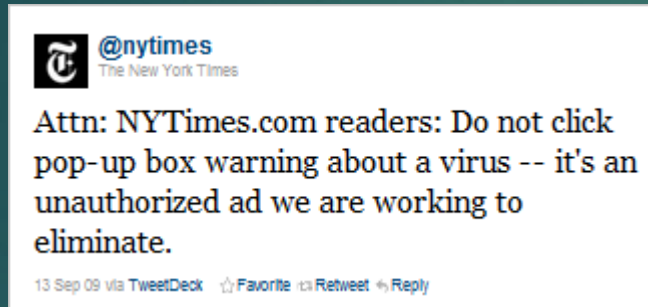 @nytimes
The New York Times
Attn: NYTimes.com readers: Do not click
pop-up box warning about a virus -- it's an
unauthorized ad we are working to
eliminate.
13 Sep 09 via TweetDeck Favorite Retweet Reply